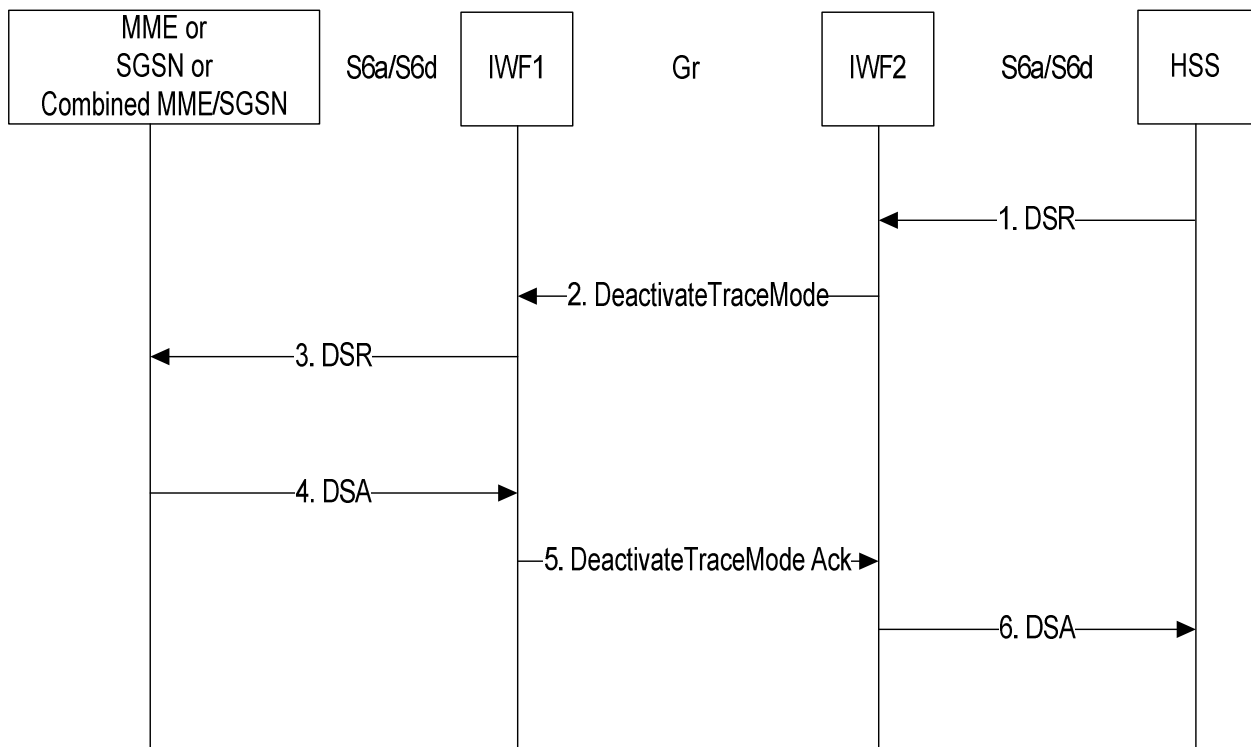 MME or
SGSN or
Combined MME/SGSN
S6a/S6d
IWF1
Gr
IWF2
S6a/S6d
HSS
1. DSR
2. DeactivateTraceMode
3. DSR
4. DSA
5. DeactivateTraceMode Ack
6. DSA